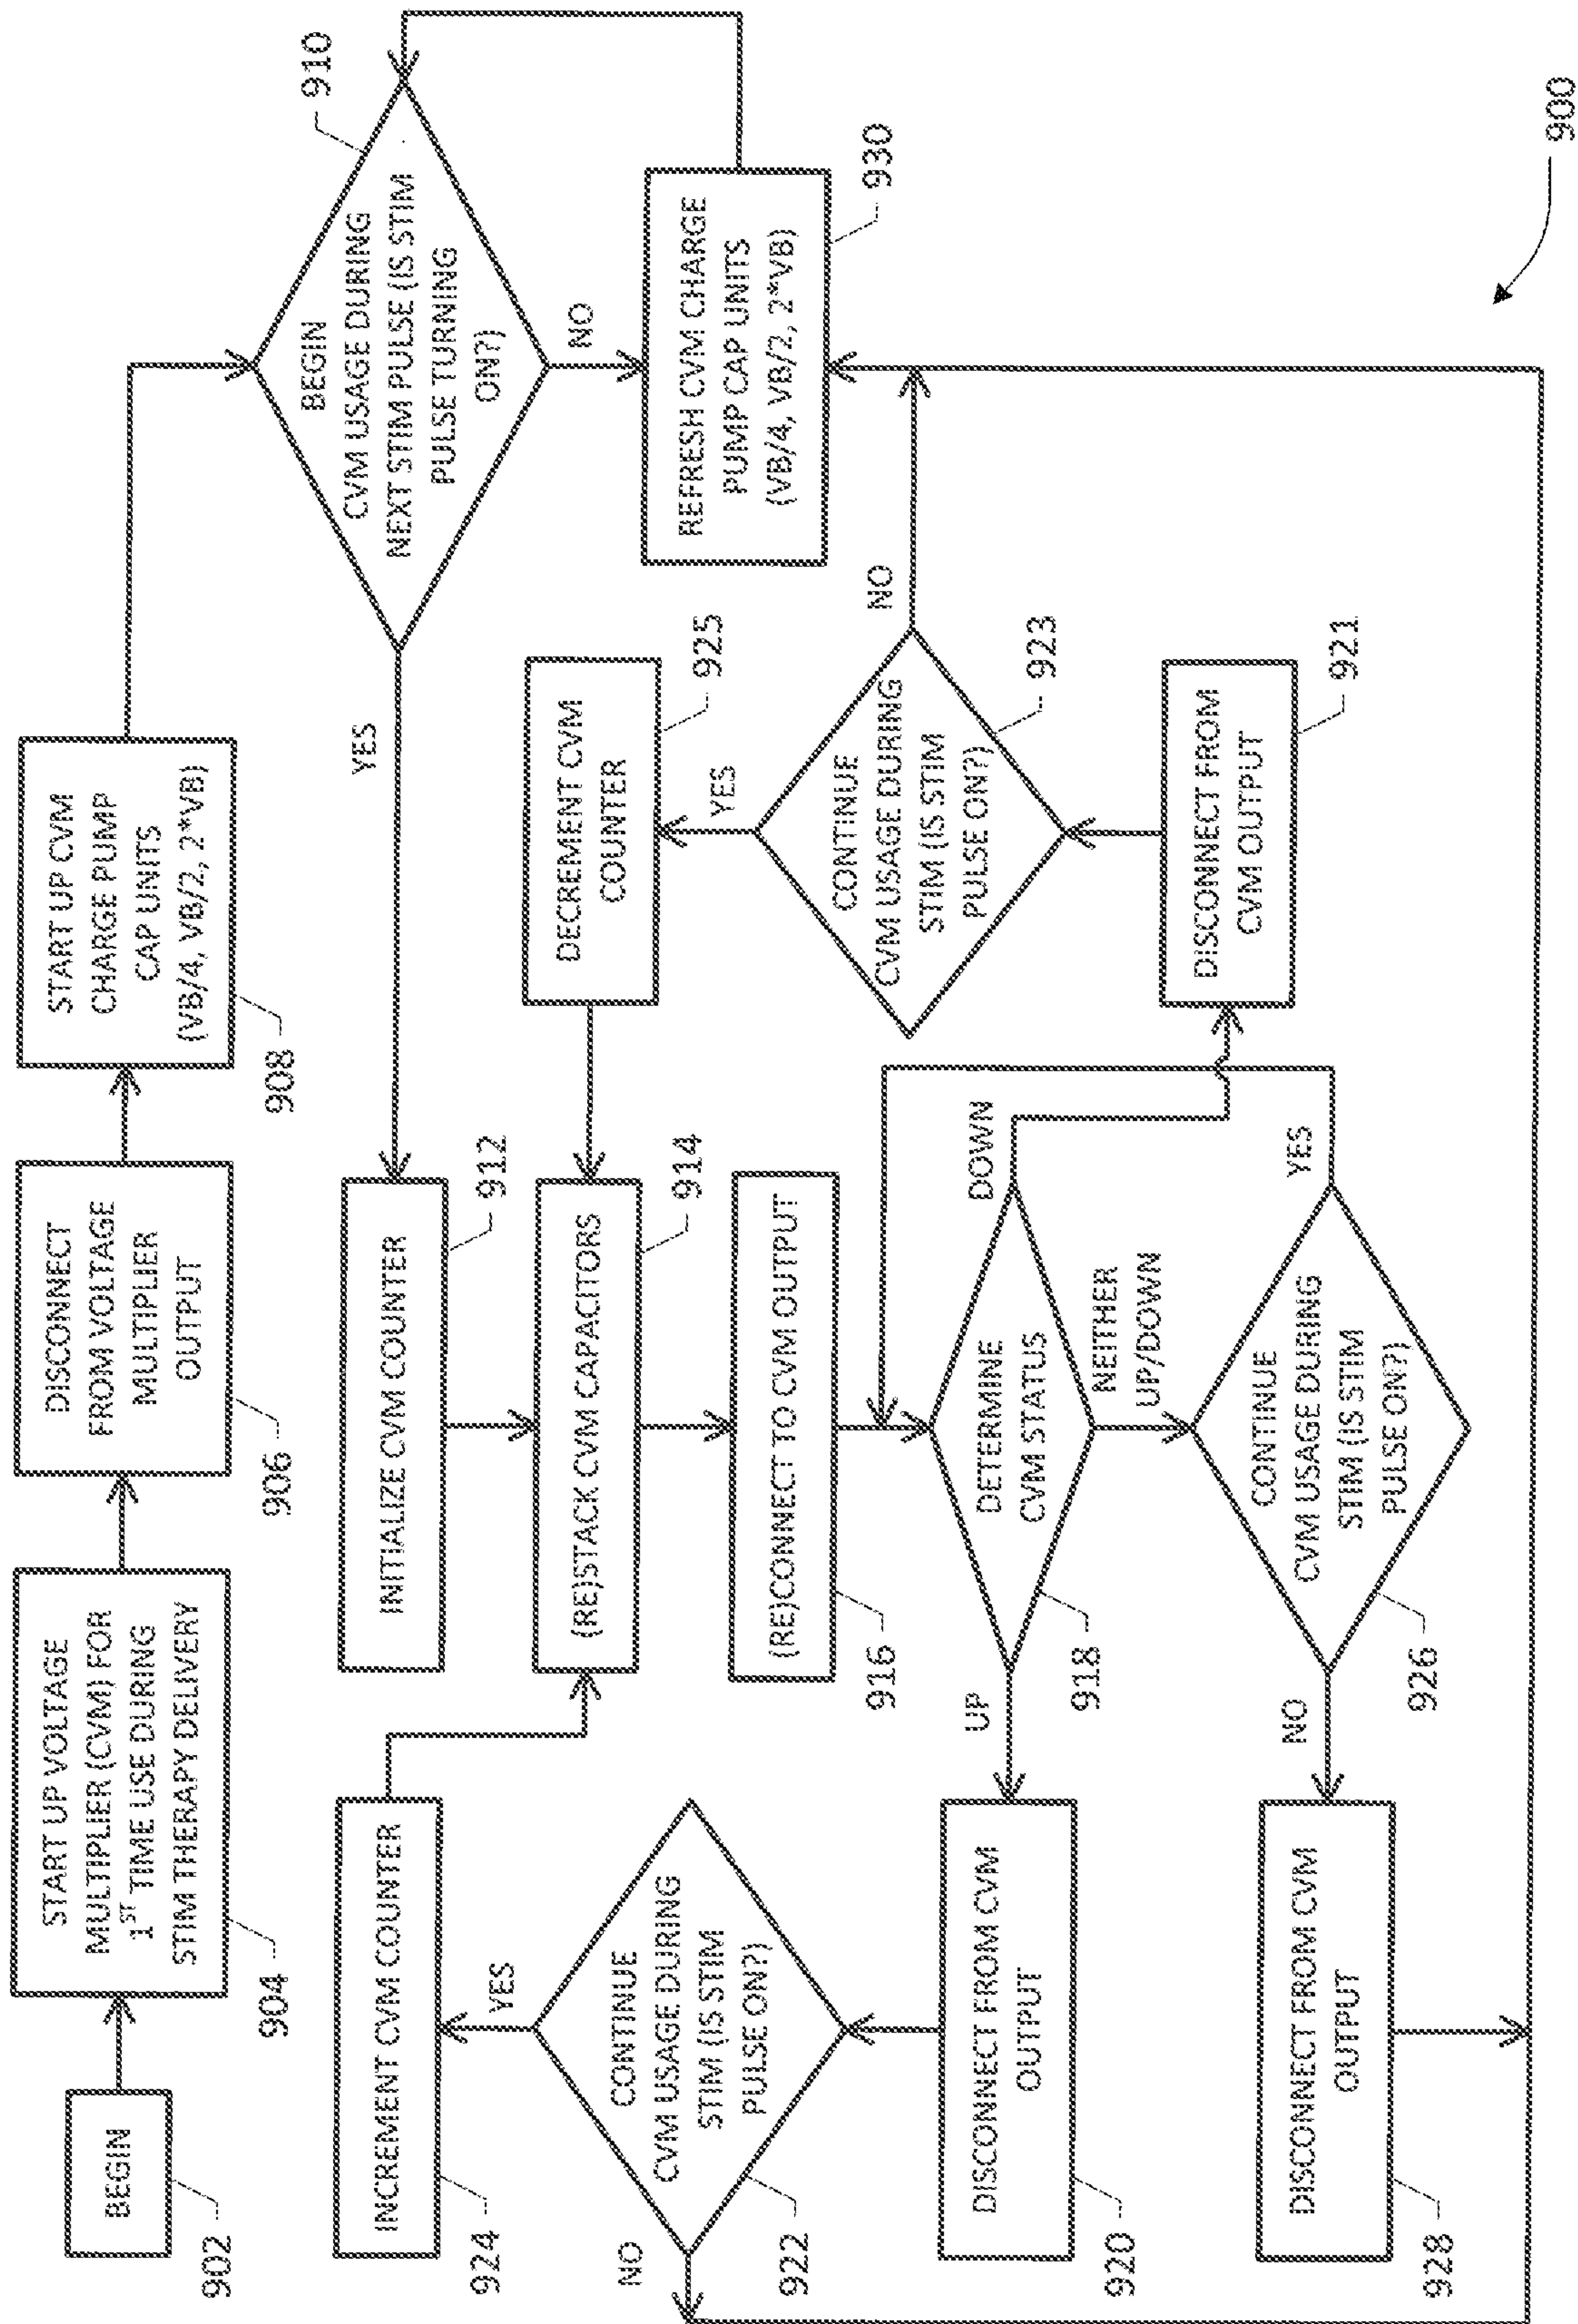 BEGIN
902
START UP VOLTAGE
MULTIPLIER (CVM) FOR
1ST TIME USE DURING
STIM THERAPY DELIVERY
904
DISCONNECT
FROM VOLTAGE
MULTIPLIER
OUTPUT
906
START UP CVM
CHARGE PUMP
CAP UNITS
(VB/4, VB/2, 2*VB)
908
BEGIN
CVM USAGE DURING
NEXT STIM PULSE (IS STIM
PULSE TURNING
ON?)
910
YES
NO
REFRESH CVM CHARGE
PUMP CAP UNITS
(VB/4, VB/2, 2*VB)
930
INITIALIZE CVM COUNTER
912
(RE)STACK CVM CAPACITORS
914
(RE)CONNECT TO CVM OUTPUT
916
DETERMINE
CVM STATUS
918
UP
DOWN
NEITHER
UP/DOWN
DISCONNECT FROM CVM
OUTPUT
920
CONTINUE
CVM USAGE DURING
STIM (IS STIM
PULSE ON?)
922
YES
NO
INCREMENT CVM COUNTER
924
DISCONNECT FROM
CVM OUTPUT
921
CONTINUE
CVM USAGE DURING
STIM (IS STIM
PULSE ON?)
923
YES
NO
DECREMENT CVM
COUNTER
925
CONTINUE
CVM USAGE DURING
STIM (IS STIM
PULSE ON?)
926
YES
NO
DISCONNECT FROM CVM
OUTPUT
928
900